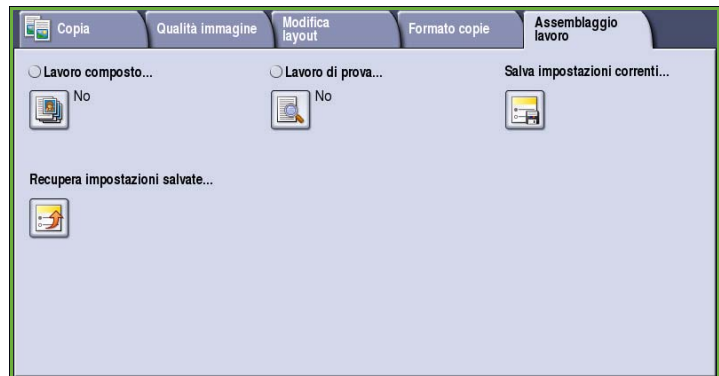 Copia
Qualità immagine
Modifica
layout
Formato copie
Assemblaggio
lavoro
Lavoro composto...
No
Lavoro di prova...
No
Salva impostazioni correnti...
Recupera impostazioni salvate...